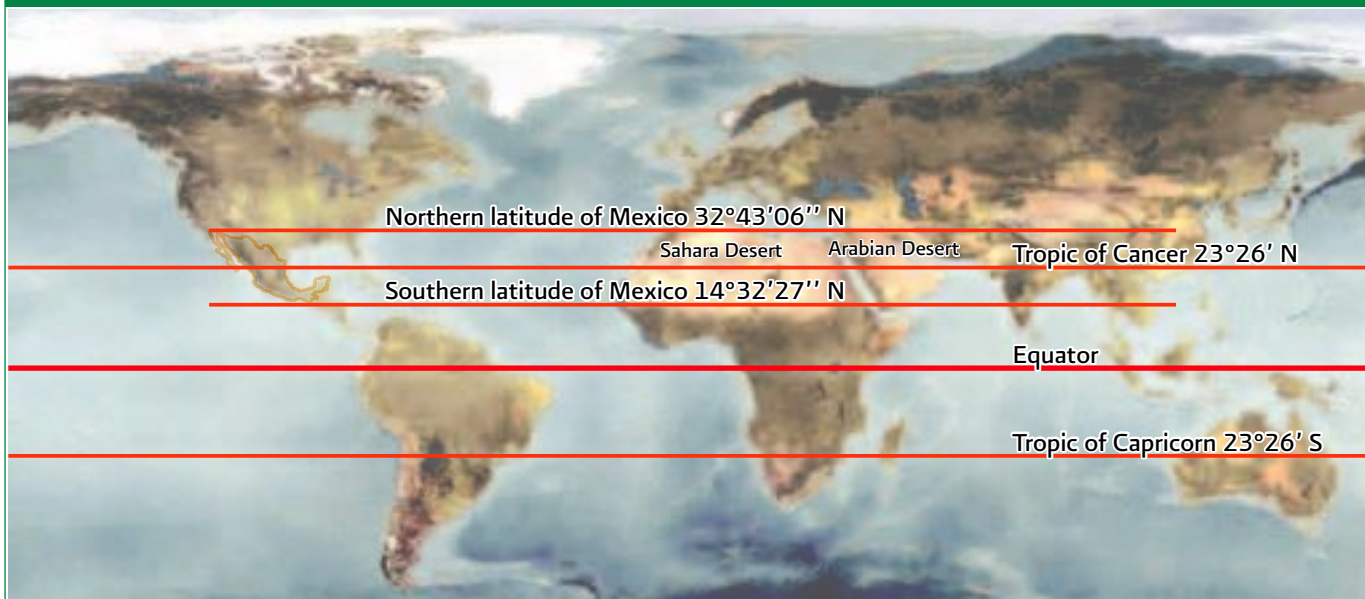 Northern latitude of Mexico 32°43’06’’ N
Sahara Desert
Arabian Desert
Tropic of Cancer 23°26’ N
Southern latitude of Mexico 14°32’27’’ N
Equator
Tropic of Capricorn 23°26’ S